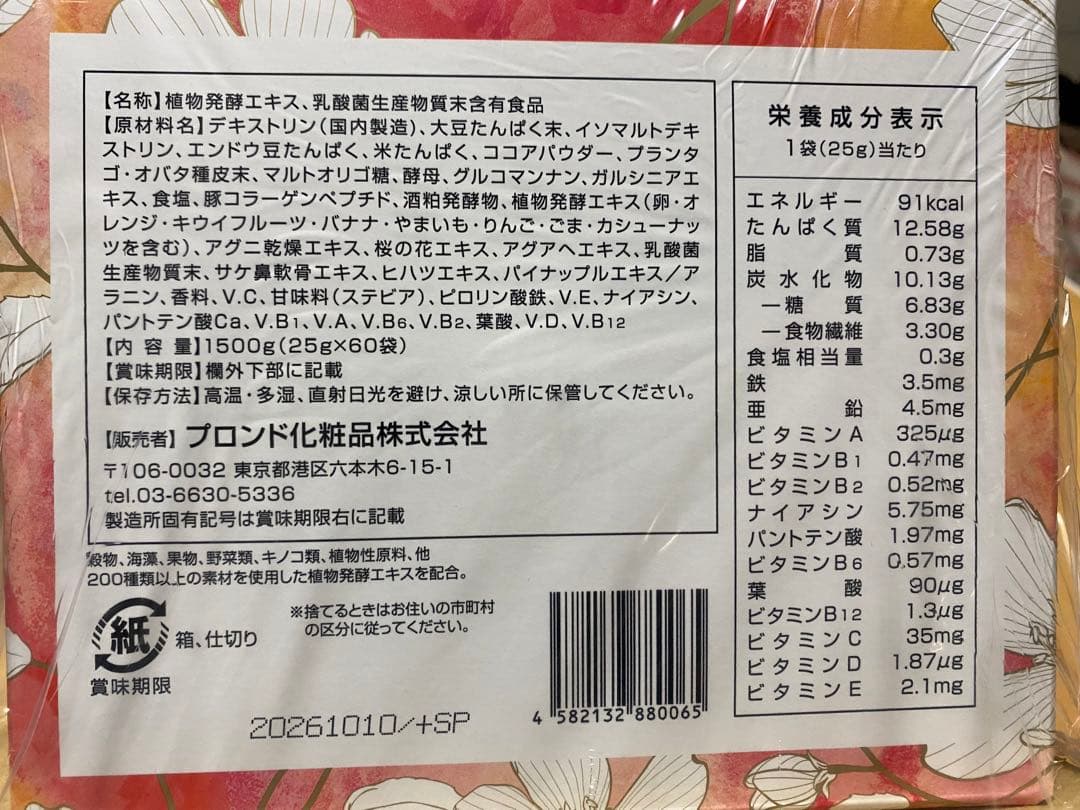 【名称】植物発酵エキス、乳酸菌生産物質末含有食品
【原材料名】デキストリン(国内製造)、大豆たんぱく末、イソマルトデキ
ストリン、エンドウ豆たんぱく、米たんぱく、ココアパウダー、プランタ
ゴ・オバタ種皮末、マルトオリゴ糖、酵母、グルコマンナン、ガルシニアエ
キス、食塩、豚コラーゲンペプチド、酒粕発酵物、植物発酵エキス(卵・オ
レンジ・キウイフルーツ・バナナ・やまいも・りんご・ごま・カシューナッ
ツを含む)、アグニ乾燥エキス、桜の花エキス、アグアヘエキス、乳酸菌
生産物質末、サケ鼻軟骨エキス、ヒハツエキス、パイナップルエキス/ア
ラニン、香料、V.C、甘味料(ステビア)、ピロリン酸鉄、V.E、ナイアシン、
パントテン酸Ca、V.B1、V.A、V.B6、V.B2、葉酸、V.D、V.B12
【内容量】1500g(25g×60袋)
【賞味期限】欄外下部に記載
【保存方法】高温・多湿、直射日光を避け、涼しい所に保管してください。
【販売者】プロンド化粧品株式会社
〒106-0032 東京都港区六本木6-15-1
tel.03-6630-5336
製造所固有記号は賞味期限右に記載
穀物、海藻、果物、野菜類、キノコ類、植物性原料、他
200種類以上の素材を使用した植物発酵エキスを配合。
紙
箱、仕切り
※捨てるときはお住いの市町村
の区分に従ってください。
賞味期限
20261010/+SP
4 582132 880065
栄養成分表示
1袋(25g)当たり
エネルギー 91kcal
たんぱく質 12.58g
脂質 0.73g
炭水化物 10.13g
-糖質 6.83g
-食物繊維 3.30g
食塩相当量 0.3g
鉄 3.5mg
亜鉛 4.5mg
ビタミンA 325μg
ビタミンB1 0.47mg
ビタミンB2 0.52mg
ナイアシン 5.75mg
パントテン酸 1.97mg
ビタミンB6 0.57mg
葉酸 90μg
ビタミンB12 1.3μg
ビタミンC 35mg
ビタミンD 1.87μg
ビタミンE 2.1mg